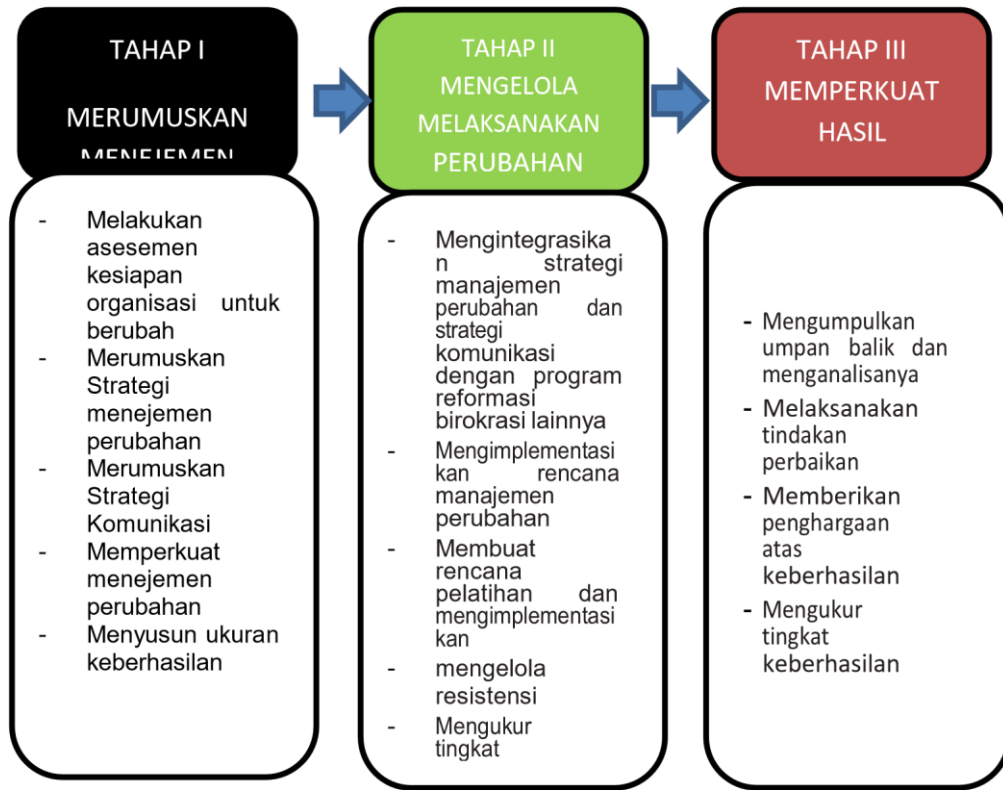 TAHAP I
MERUMUSKAN
MENEJEMEN
- Melakukan
asesemen
kesiapan
organisasi untuk
berubah
- Merumuskan
Strategi
menejemen
perubahan
- Merumuskan
Strategi
Komunikasi
- Memperkuat
menejemen
perubahan
- Menyusun ukuran
keberhasilan
TAHAP II
MENGELOLA
MELAKSANAKAN
PERUBAHAN
- Mengintegrasika
n strategi
manajemen
perubahan dan
strategi
komunikasi
dengan program
reformasi
birokrasi lainnya
- Mengimplementasi
kan rencana
manajemen
perubahan
- Membuat
rencana
pelatihan dan
mengimplementasi
kan
- mengelola
resistensi
- Mengukur
tingkat
TAHAP III
MEMPERKUAT
HASIL
- Mengumpulkan
umpan balik dan
menganalisanya
- Melaksanakan
tindakan
perbaikan
- Memberikan
penghargaan
atas
keberhasilan
- Mengukur
tingkat
keberhasilan